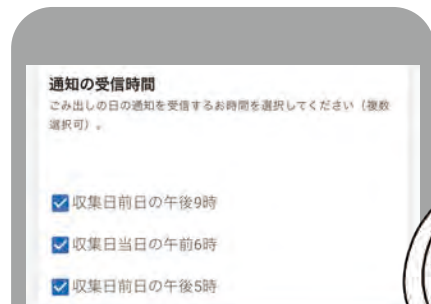 通知の受信時間
ごみ出しの日の通知を受信するお時間を選択してください（複数
選択可）。
収集日前日の午後9時
収集日当日の午前6時
収集日前日の午後5時